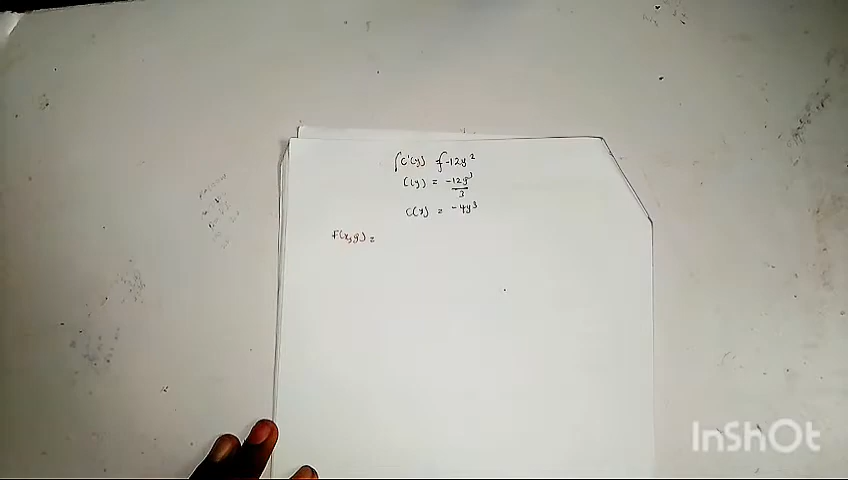 ∫C'(y) = ∫-12y²
C(y) = -12y³/3
C(y) = -4y³
F(x,y) =
InShOt